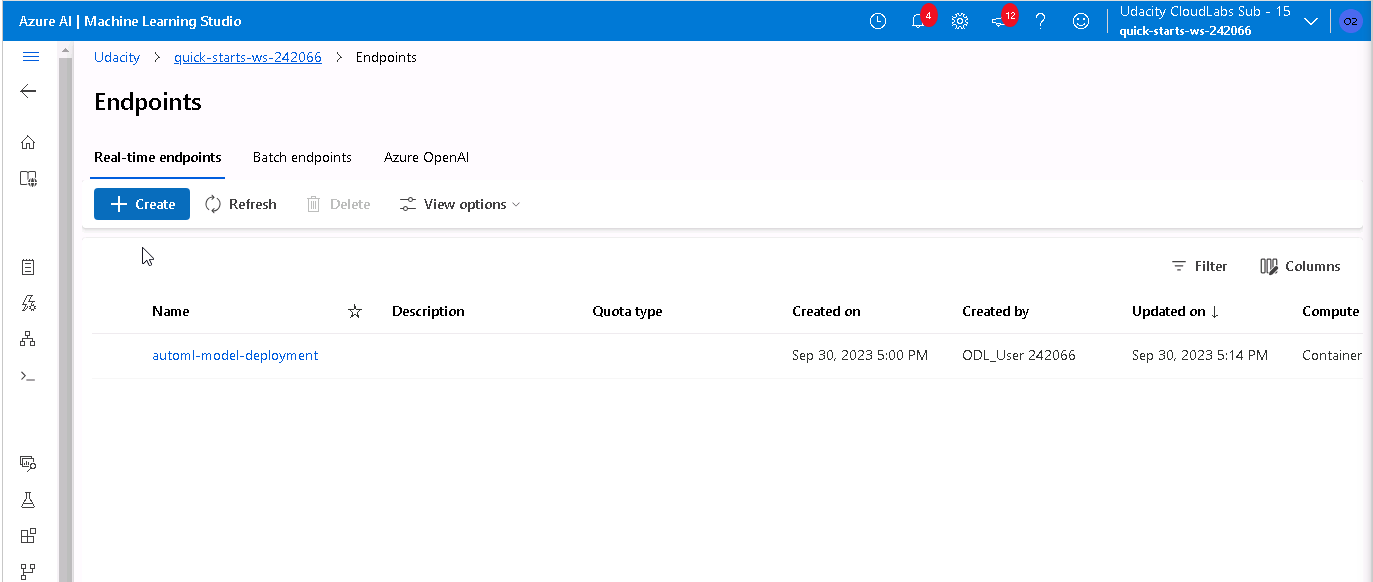 Azure AI | Machine Learning Studio
4
12
?
Udacity CloudLabs Sub - 15
quick-starts-ws-242066
O2
Udacity > quick-starts-ws-242066 > Endpoints
Endpoints
Real-time endpoints Batch endpoints Azure OpenAI
+ Create Refresh Delete View options
Filter Columns
Name Description Quota type Created on Created by Updated on ↓ Compute
automl-model-deployment Sep 30, 2023 5:00 PM ODL_User 242066 Sep 30, 2023 5:14 PM Container